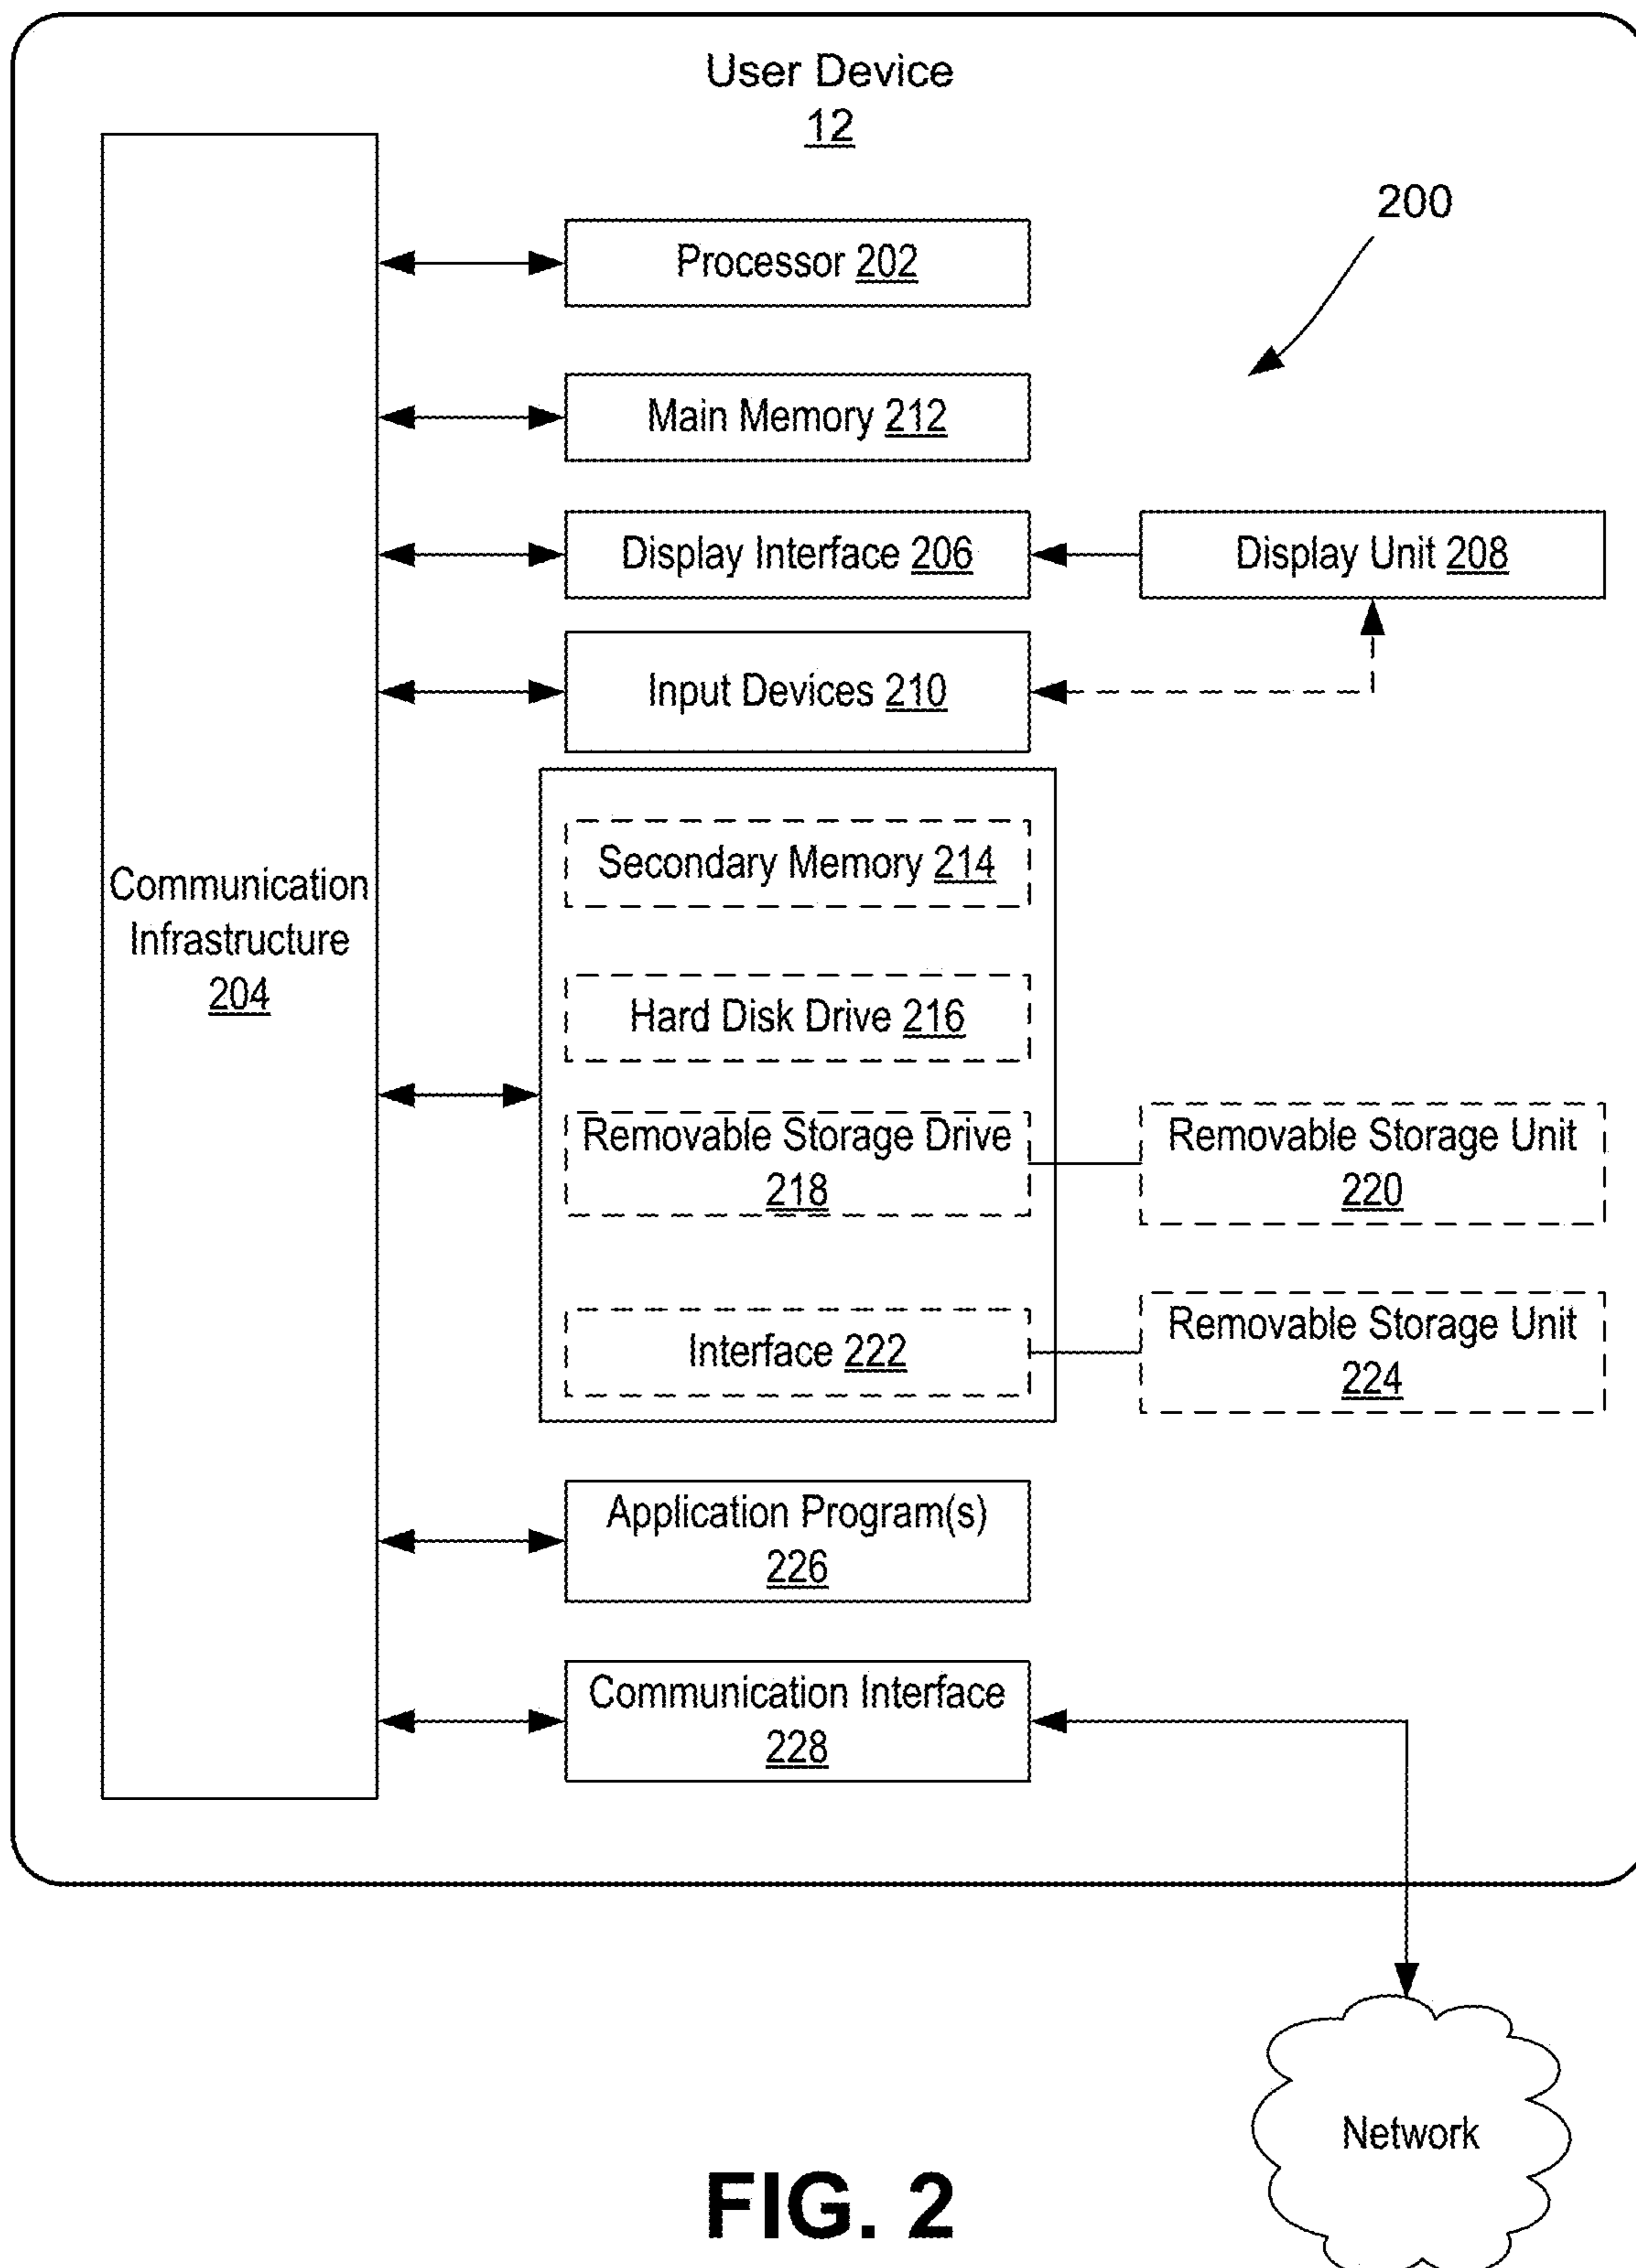 User Device
12
200
Processor 202
Main Memory 212
Display Interface 206
Display Unit 208
Input Devices 210
Secondary Memory 214
Communication
Infrastructure
204
Hard Disk Drive 216
Removable Storage Drive
218
Removable Storage Unit
220
Interface 222
Removable Storage Unit
224
Application Program(s)
226
Communication Interface
228
Network
FIG. 2